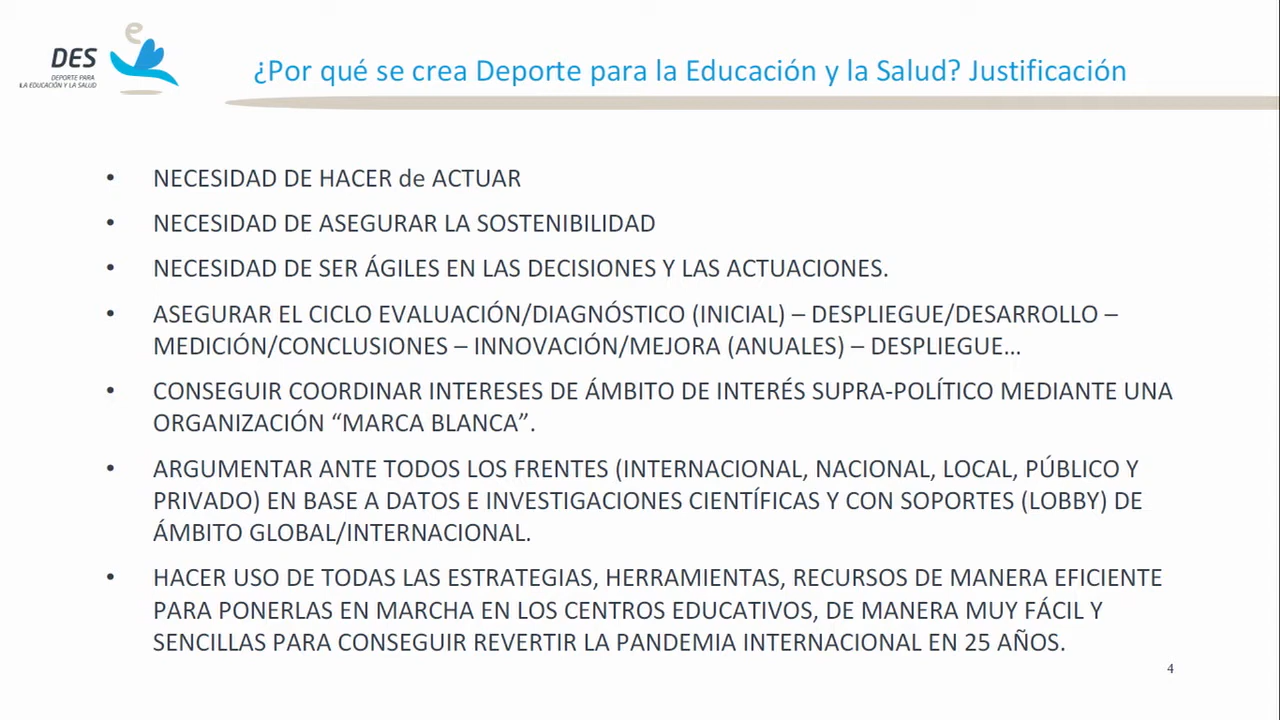 e
DES
DEPORTE PARA
LA EDUCACIÓN Y LA SALUD
¿Por qué se crea Deporte para la Educación y la Salud? Justificación
• NECESIDAD DE HACER de ACTUAR
• NECESIDAD DE ASEGURAR LA SOSTENIBILIDAD
• NECESIDAD DE SER ÁGILES EN LAS DECISIONES Y LAS ACTUACIONES.
• ASEGURAR EL CICLO EVALUACIÓN/DIAGNÓSTICO (INICIAL) – DESPLIEGUE/DESARROLLO –
MEDICIÓN/CONCLUSIONES – INNOVACIÓN/MEJORA (ANUALES) – DESPLIEGUE…
• CONSEGUIR COORDINAR INTERESES DE ÁMBITO DE INTERÉS SUPRA-POLÍTICO MEDIANTE UNA
ORGANIZACIÓN “MARCA BLANCA”.
• ARGUMENTAR ANTE TODOS LOS FRENTES (INTERNACIONAL, NACIONAL, LOCAL, PÚBLICO Y
PRIVADO) EN BASE A DATOS E INVESTIGACIONES CIENTÍFICAS Y CON SOPORTES (LOBBY) DE
ÁMBITO GLOBAL/INTERNACIONAL.
• HACER USO DE TODAS LAS ESTRATEGIAS, HERRAMIENTAS, RECURSOS DE MANERA EFICIENTE
PARA PONERLAS EN MARCHA EN LOS CENTROS EDUCATIVOS, DE MANERA MUY FÁCIL Y
SENCILLAS PARA CONSEGUIR REVERTIR LA PANDEMIA INTERNACIONAL EN 25 AÑOS.
4